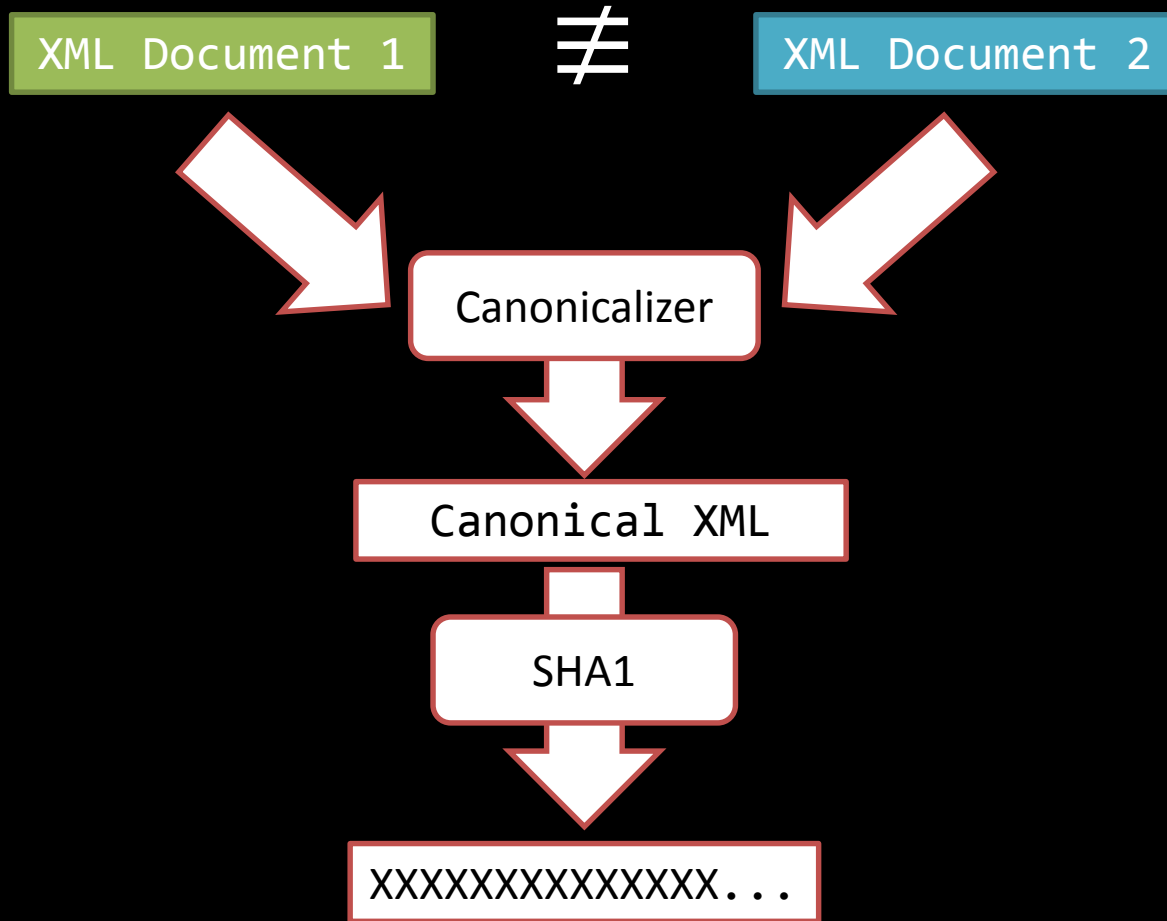 XML Document 1 ≢ XML Document 2
Canonicalizer
Canonical XML
SHA1
XXXXXXXXXXXXXX...